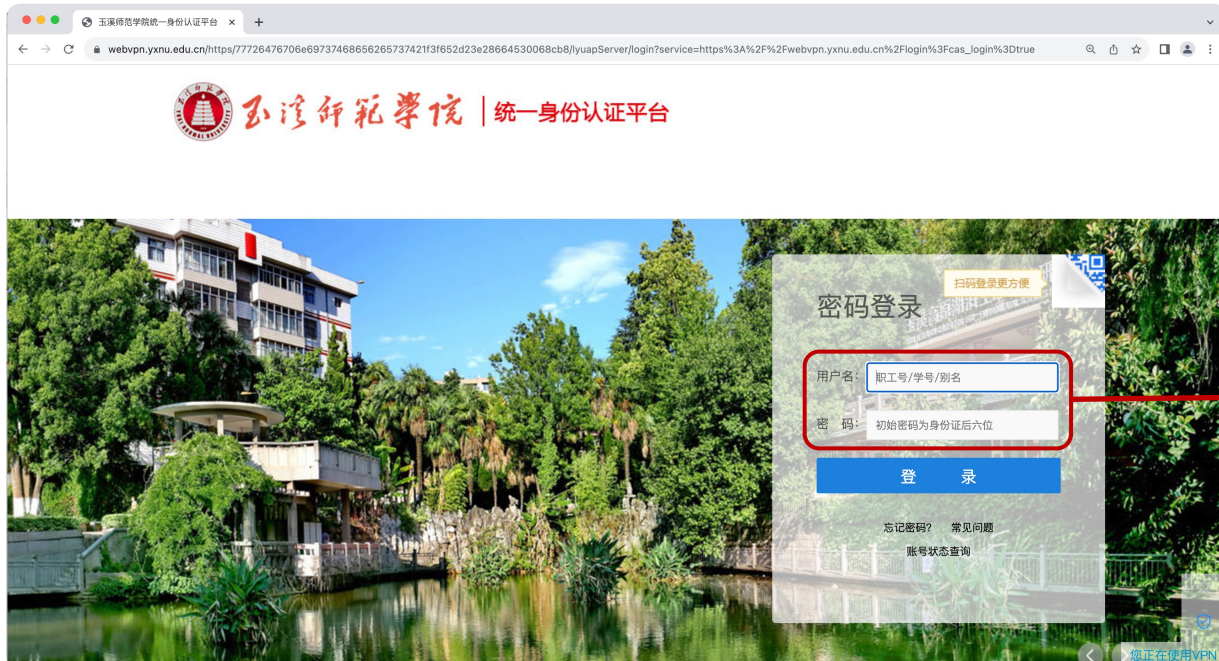 玉溪师范学院统一身份认证平台
webvpn.yxnu.edu.cn/https/77726476706e69737468656265737421f3f652d23e28664530068cb8/lyuapServer/login?service=https%3A%2F%2Fwebvpn.yxnu.edu.cn%2Flogin%3Fcas_login%3Dtrue
玉溪师范学院 统一身份认证平台
扫码登录更方便
密码登录
用户名: 职工号/学号/别名
密 码: 初始密码为身份证后六位
登 录
忘记密码? 常见问题
账号状态查询
您正在使用VPN